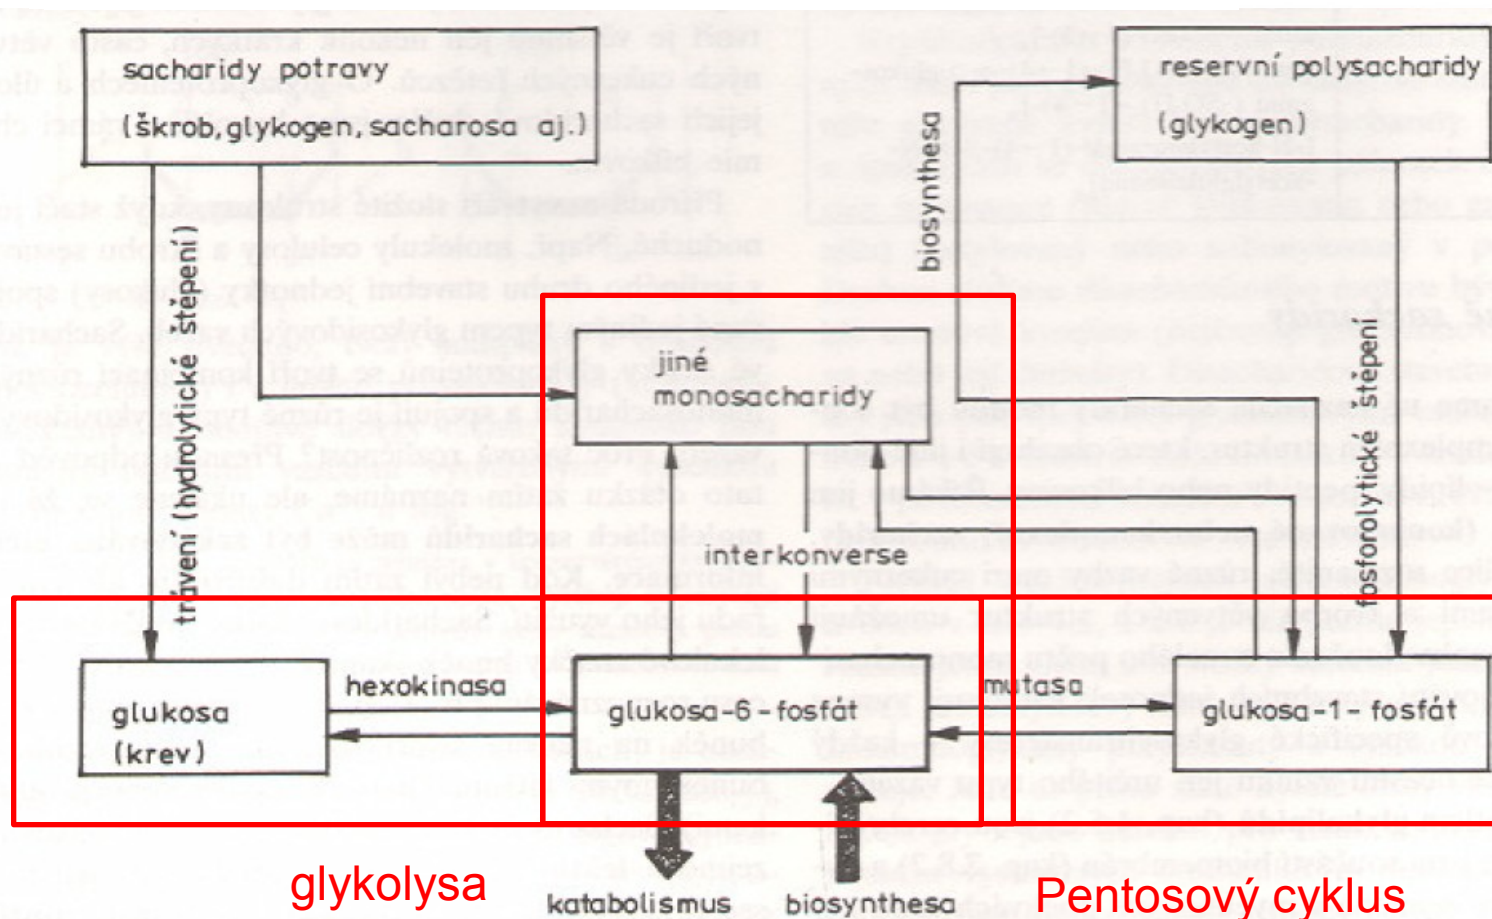 sacharidy potravy
(škrob, glykogen, sacharosa aj.)
reservní polysacharidy
(glykogen)
trávení (hydrolytické štěpení)
biosynthesa
fosforolytické štěpení
jiné
monosacharidy
interkonverse
glukosa
(krev)
hexokinasa
glukosa-6-fosfát
mutasa
glukosa-1-fosfát
katabolismus
biosynthesa
glykolysa
Pentosový cyklus